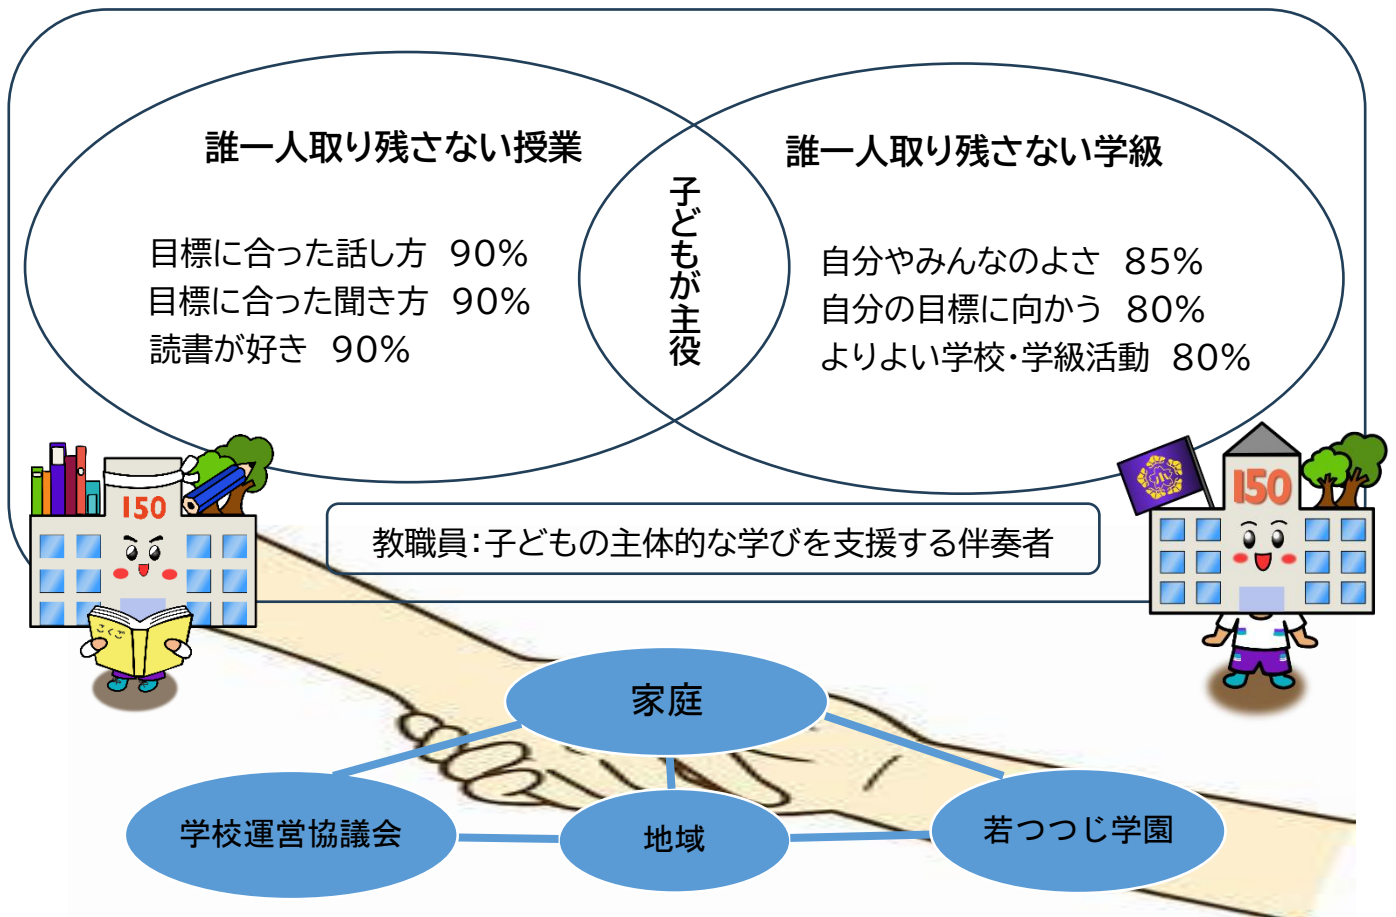 誰一人取り残さない授業
目標に合った話し方 90%
目標に合った聞き方 90%
読書が好き 90%
子どもが主役
誰一人取り残さない学級
自分やみんなのよさ 85%
自分の目標に向かう 80%
よりよい学校・学級活動 80%
150
こくご
150
教職員：子どもの主体的な学びを支援する伴奏者
家庭
学校運営協議会
地域
若つつじ学園